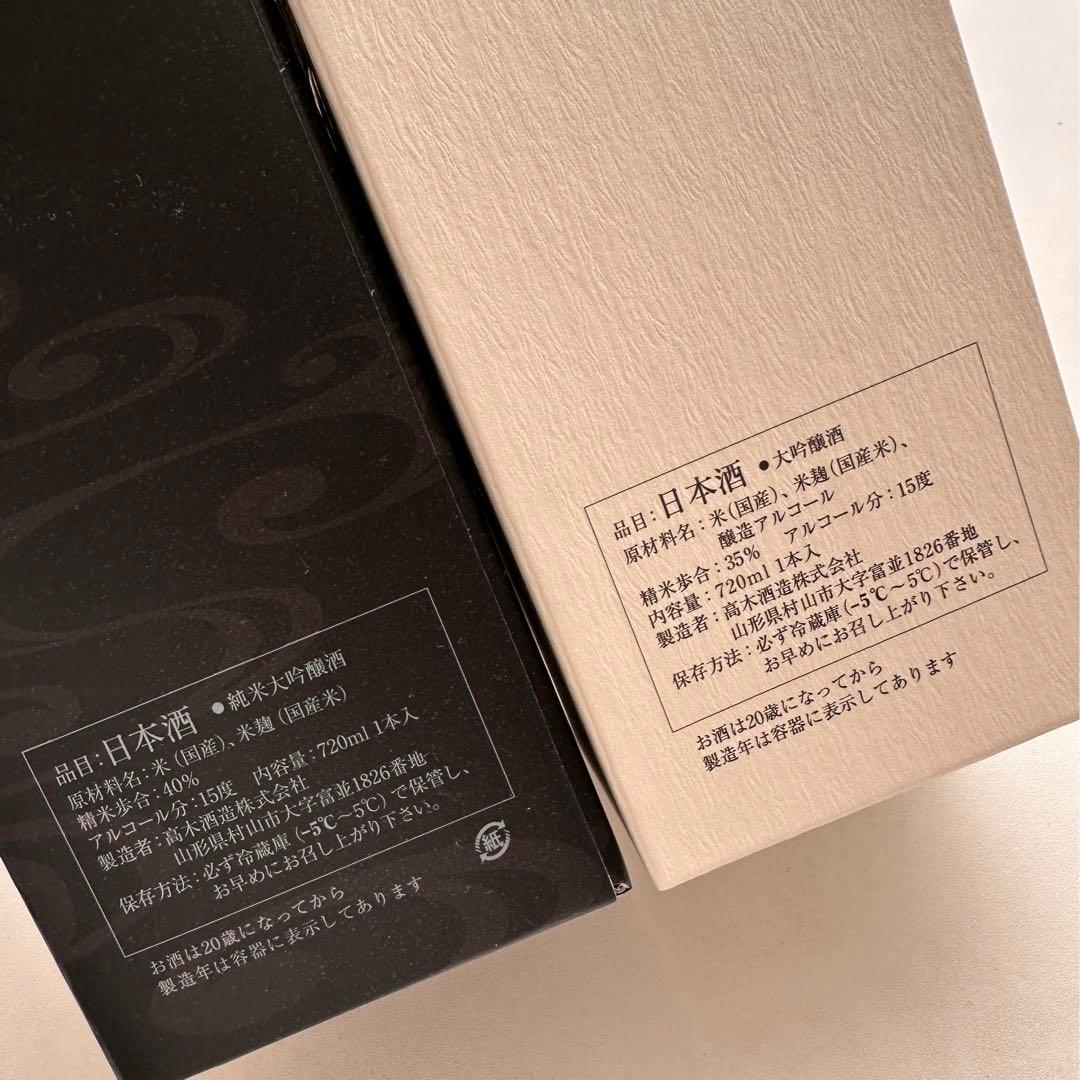 品目：日本酒 ●純米大吟醸酒
原材料名：米（国産）、米麹（国産米）
精米歩合：40%
アルコール分：15度 内容量：720ml 1本入
製造者：高木酒造株式会社
山形県村山市大字富並1826番地
保存方法：必ず冷蔵庫（−5℃〜5℃）で保管し、
お早めにお召し上がり下さい。
お酒は20歳になってから
製造年は容器に表示してあります
紙
品目：日本酒 ●大吟醸酒
原材料名：米（国産）、米麹（国産米）、
醸造アルコール
精米歩合：35% アルコール分：15度
内容量：720ml 1本入
製造者：高木酒造株式会社
山形県村山市大字富並1826番地
保存方法：必ず冷蔵庫（−5℃〜5℃）で保管し、
お早めにお召し上がり下さい。
お酒は20歳になってから
製造年は容器に表示してあります